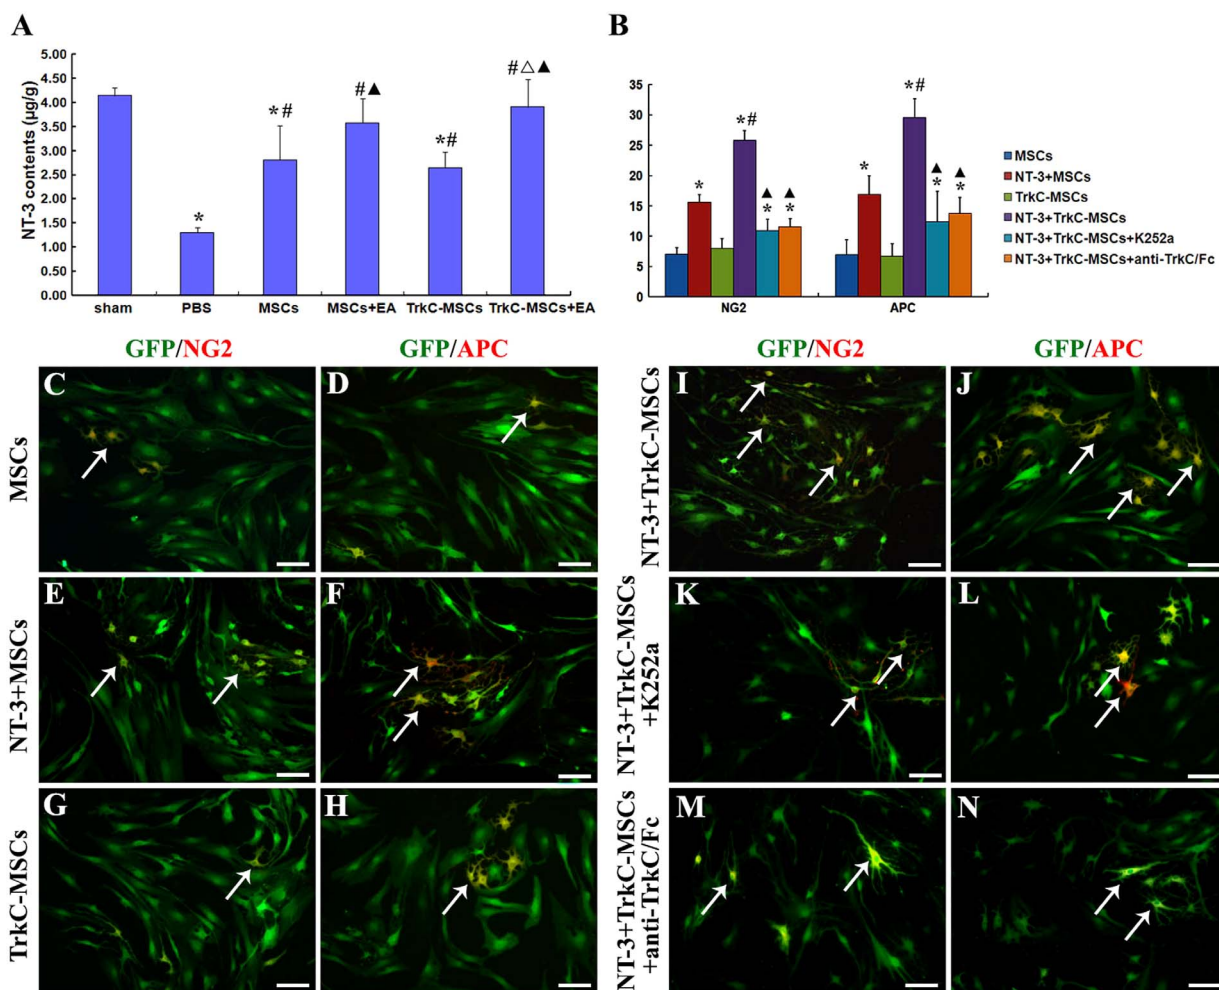 A
NT-3 contents (µg/g)
5.00
4.50
4.00
3.50
3.00
2.50
2.00
1.50
1.00
0.50
0.00
*
*#
#▲
*#
#△▲
sham
PBS
MSCs
MSCs+EA
TrkC-MSCs
TrkC-MSCs+EA
B
35
30
25
20
15
10
5
0
*
*#
▲
*
▲
*
*
*#
▲
*
▲
*
NG2
APC
MSCs
NT-3+MSCs
TrkC-MSCs
NT-3+TrkC-MSCs
NT-3+TrkC-MSCs+K252a
NT-3+TrkC-MSCs+anti-TrkC/Fc
GFP/NG2
GFP/APC
MSCs
C
D
NT-3+MSCs
E
F
TrkC-MSCs
G
H
GFP/NG2
GFP/APC
NT-3+TrkC-MSCs
I
J
NT-3+TrkC-MSCs
+K252a
K
L
NT-3+TrkC-MSCs
+anti-TrkC/Fc
M
N